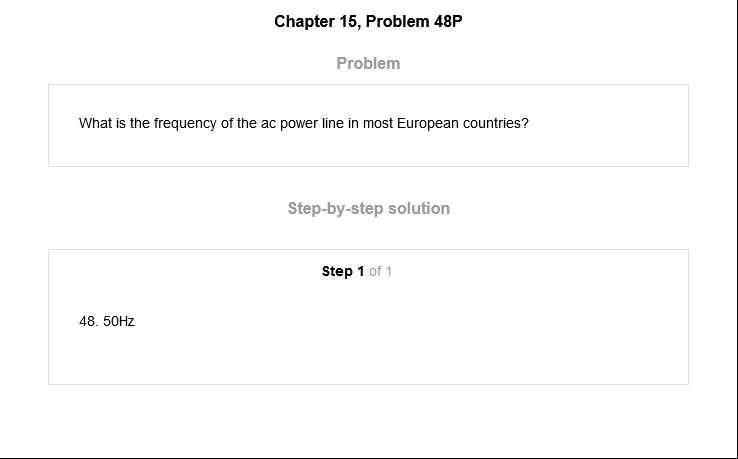 Chapter 15, Problem 48P
Problem
What is the frequency of the ac power line in most European countries?
Step-by-step solution
Step 1 of 1
48. 50Hz